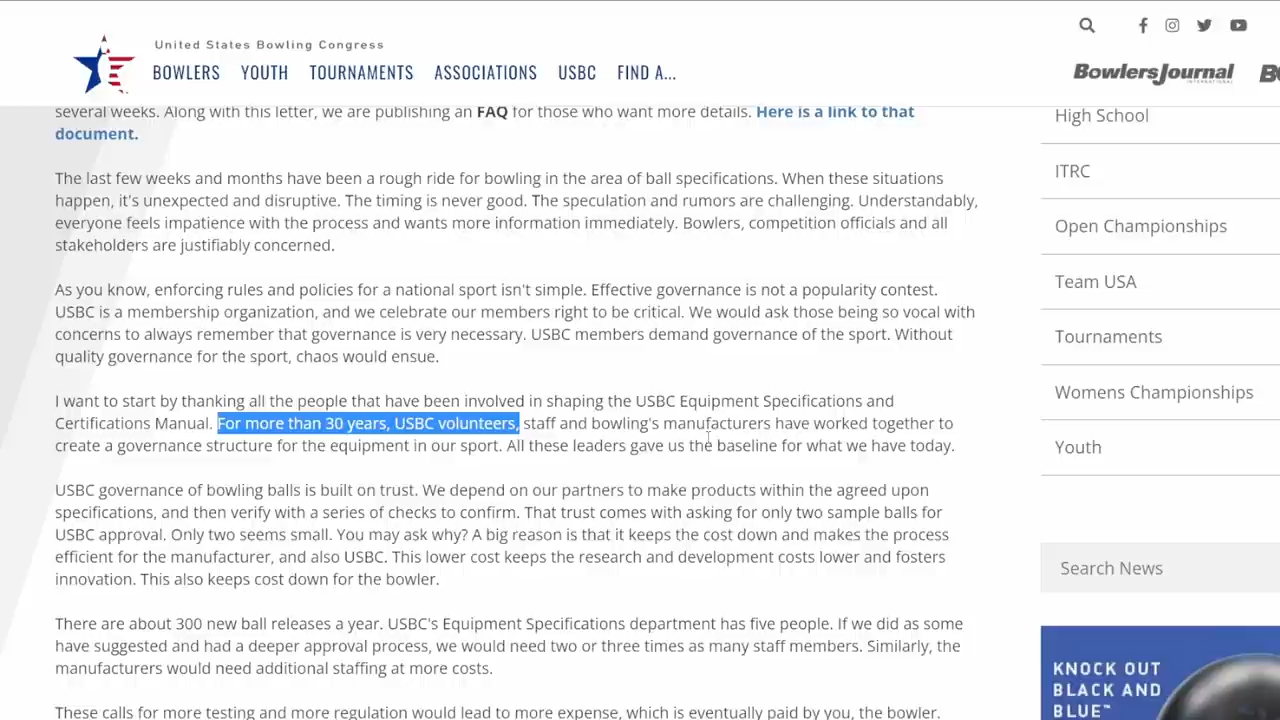 United States Bowling Congress
BOWLERS YOUTH TOURNAMENTS ASSOCIATIONS USBC FIND A...
BowlersJournal
INTERNATIONAL
several weeks. Along with this letter, we are publishing an FAQ for those who want more details. Here is a link to that
document.
The last few weeks and months have been a rough ride for bowling in the area of ball specifications. When these situations
happen, it's unexpected and disruptive. The timing is never good. The speculation and rumors are challenging. Understandably,
everyone feels impatience with the process and wants more information immediately. Bowlers, competition officials and all
stakeholders are justifiably concerned.
As you know, enforcing rules and policies for a national sport isn't simple. Effective governance is not a popularity contest.
USBC is a membership organization, and we celebrate our members right to be critical. We would ask those being so vocal with
concerns to always remember that governance is very necessary. USBC members demand governance of the sport. Without
quality governance for the sport, chaos would ensue.
I want to start by thanking all the people that have been involved in shaping the USBC Equipment Specifications and
Certifications Manual. For more than 30 years, USBC volunteers, staff and bowling's manufacturers have worked together to
create a governance structure for the equipment in our sport. All these leaders gave us the baseline for what we have today.
USBC governance of bowling balls is built on trust. We depend on our partners to make products within the agreed upon
specifications, and then verify with a series of checks to confirm. That trust comes with asking for only two sample balls for
USBC approval. Only two seems small. You may ask why? A big reason is that it keeps the cost down and makes the process
efficient for the manufacturer, and also USBC. This lower cost keeps the research and development costs lower and fosters
innovation. This also keeps cost down for the bowler.
There are about 300 new ball releases a year. USBC's Equipment Specifications department has five people. If we did as some
have suggested and had a deeper approval process, we would need two or three times as many staff members. Similarly, the
manufacturers would need additional staffing at more costs.
These calls for more testing and more regulation would lead to more expense, which is eventually paid by you, the bowler.
High School
ITRC
Open Championships
Team USA
Tournaments
Womens Championships
Youth
Search News
KNOCK OUT
BLACK AND
BLUE™